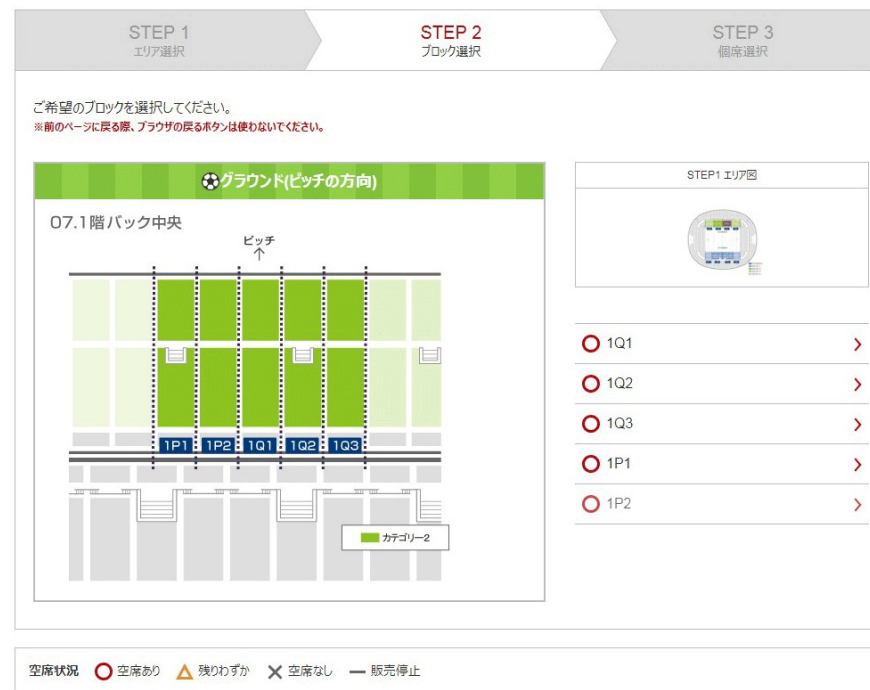 STEP 1
エリア選択
STEP 2
ブロック選択
STEP 3
個席選択
ご希望のブロックを選択してください。
※前のページに戻る際、ブラウザの戻るボタンは使わないでください。
グラウンド(ピッチの方向)
07.1階バック中央
ピッチ
↑
1P1 1P2 1Q1 1Q2 1Q3
カテゴリー2
STEP1 エリア図
1Q1
1Q2
1Q3
1P1
1P2
空席状況 空席あり 残りわずか 空席なし 販売停止